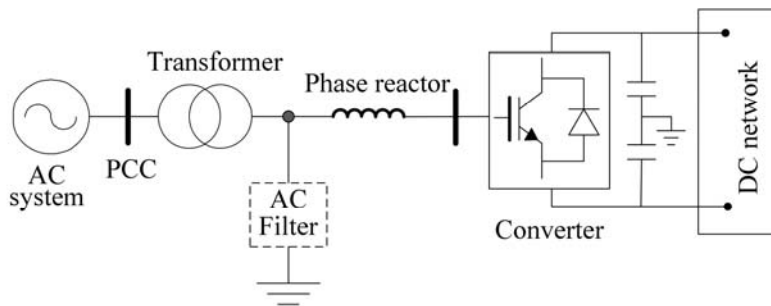 Transformer
Phase reactor
AC
system
PCC
AC
Filter
Converter
DC network